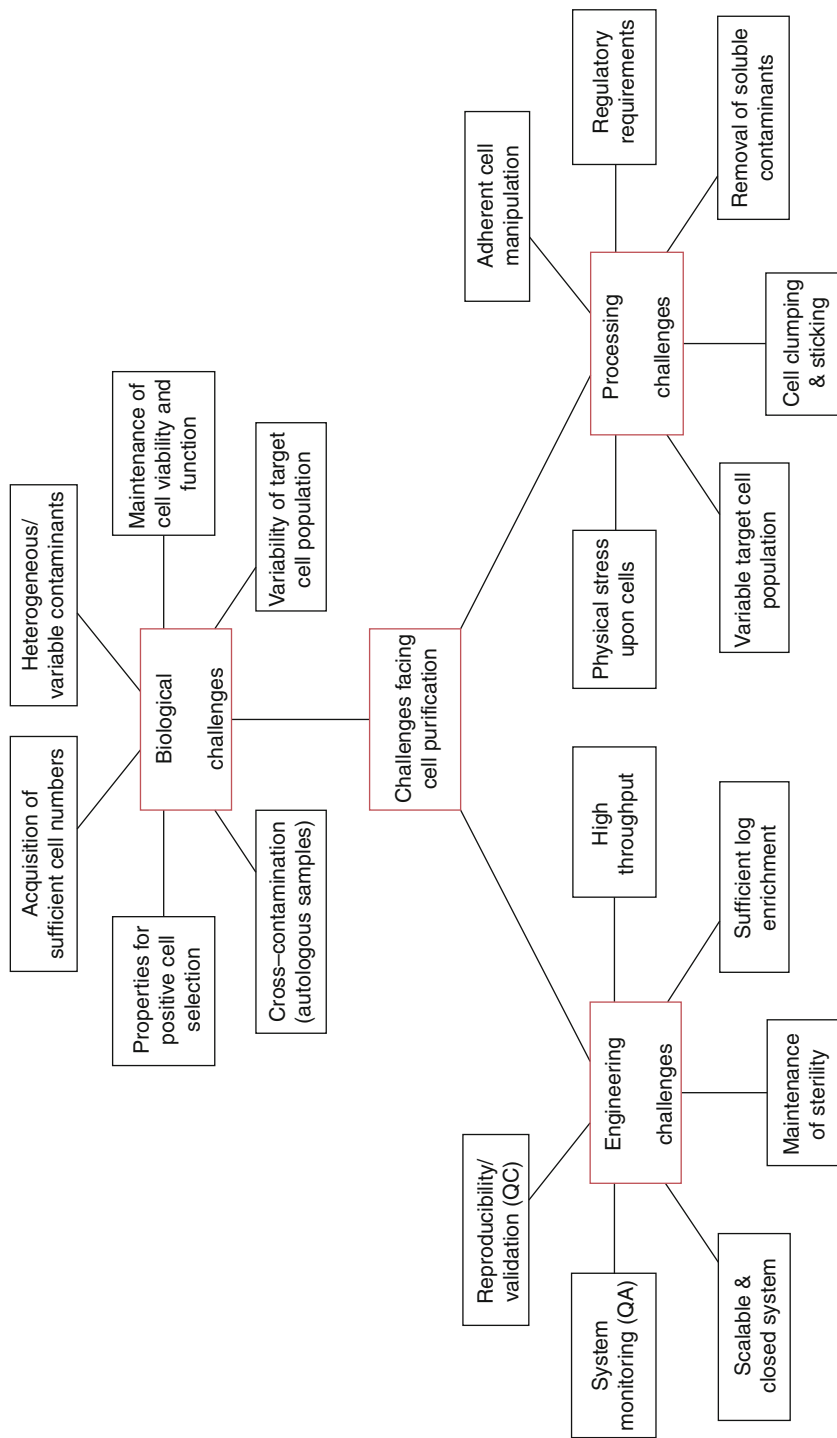 Acquisition of
sufficient cell numbers
Heterogeneous/
variable contaminants
Properties for
positive cell
selection
Biological
challenges
Maintenance of
cell viability and
function
Cross–contamination
(autologous samples)
Variability of target
cell population
Challenges facing
cell purification
Reproducibility/
validation (QC)
System
monitoring (QA)
Engineering
challenges
High
throughput
Scalable &
closed system
Maintenance
of sterility
Sufficient log
enrichment
Adherent cell
manipulation
Physical stress
upon cells
Processing
challenges
Regulatory
requirements
Variable target cell
population
Cell clumping
& sticking
Removal of soluble
contaminants